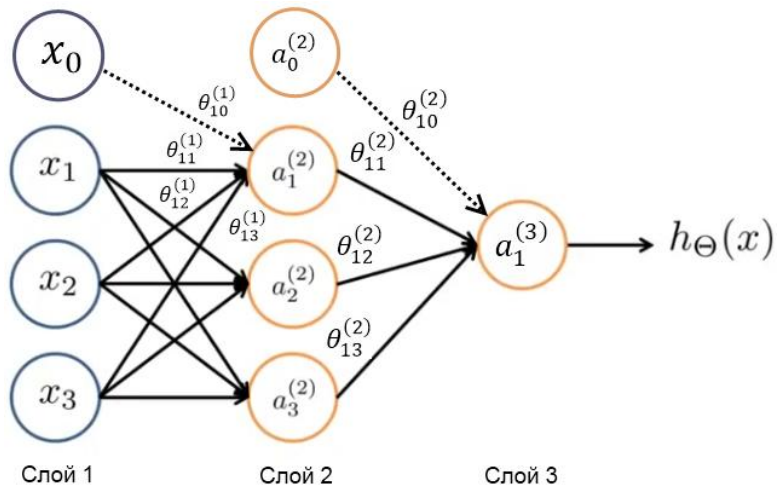 x₀ a₀⁽²⁾
θ₁₀⁽¹⁾ θ₁₀⁽²⁾
x₁ θ₁₁⁽¹⁾ a₁⁽²⁾ θ₁₁⁽²⁾
θ₁₂⁽¹⁾ θ₁₃⁽¹⁾
a₁⁽³⁾ h_Θ(x)
x₂ a₂⁽²⁾ θ₁₂⁽²⁾
θ₁₃⁽²⁾
x₃ a₃⁽²⁾
Слой 1 Слой 2 Слой 3